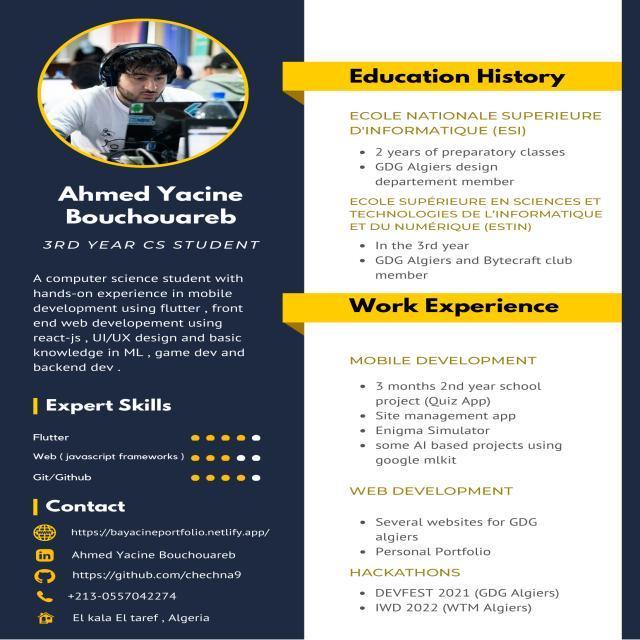 Ahmed Yacine
Bouchouareb
3RD YEAR CS STUDENT
A computer science student with
hands-on experience in mobile
development using flutter , front
end web developement using
react-js , UI/UX design and basic
knowledge in ML , game dev and
backend dev .
Expert Skills
Flutter
Web ( javascript frameworks )
Git/Github
Contact
https://bayacineportfolio.netlify.app/
in Ahmed Yacine Bouchouareb
https://github.com/chechna9
+213-0557042274
El kala El taref , Algeria
Education History
ECOLE NATIONALE SUPERIEURE
D'INFORMATIQUE (ESI)
• 2 years of preparatory classes
• GDG Algiers design
departement member
ECOLE SUPÉRIEURE EN SCIENCES ET
TECHNOLOGIES DE L'INFORMATIQUE
ET DU NUMÉRIQUE (ESTIN)
• In the 3rd year
• GDG Algiers and Bytecraft club
member
Work Experience
MOBILE DEVELOPMENT
• 3 months 2nd year school
project (Quiz App)
• Site management app
• Enigma Simulator
• some AI based projects using
google mlkit
WEB DEVELOPMENT
• Several websites for GDG
algiers
• Personal Portfolio
HACKATHONS
• DEVFEST 2021 (GDG Algiers)
• IWD 2022 (WTM Algiers)